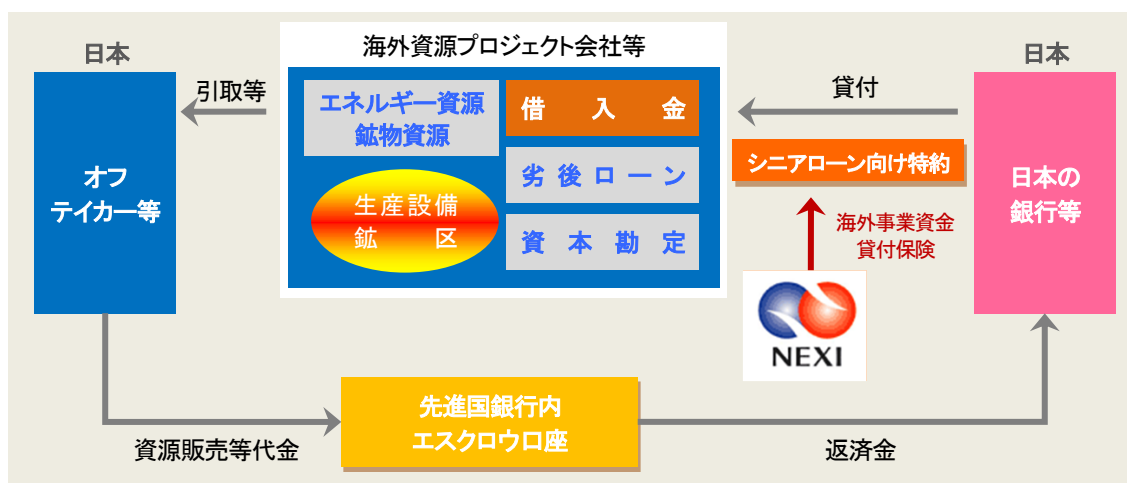 海外資源プロジェクト会社等
日本
日本
引取等
エネルギー資源
鉱物資源
借入金
貸付
シニアローン向け特約
オフ
テイカー等
劣後ローン
日本の
銀行等
生産設備
鉱区
資本勘定
海外事業資金
貸付保険
NEXI
先進国銀行内
エスクロウ口座
資源販売等代金
返済金